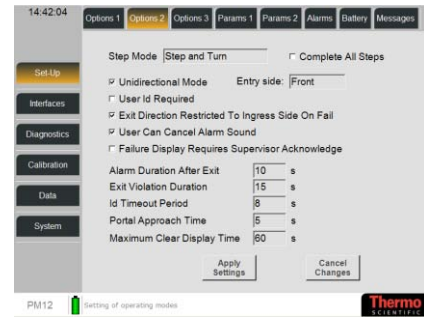 14:42:04
Options 1 Options 2 Options 3 Params 1 Params 2 Alarms Battery Messages
Step Mode Step and Turn Complete All Steps
Set-Up
Unidirectional Mode Entry side: Front
User Id Required
Interfaces
Exit Direction Restricted To Ingress Side On Fail
Diagnostics
User Can Cancel Alarm Sound
Failure Display Requires Supervisor Acknowledge
Calibration
Alarm Duration After Exit 10 s
Exit Violation Duration 15 s
Data
Id Timeout Period 8 s
Portal Approach Time 5 s
System
Maximum Clear Display Time 60 s
Apply Settings
Cancel Changes
PM12 Setting of operating modes
Thermo
SCIENTIFIC